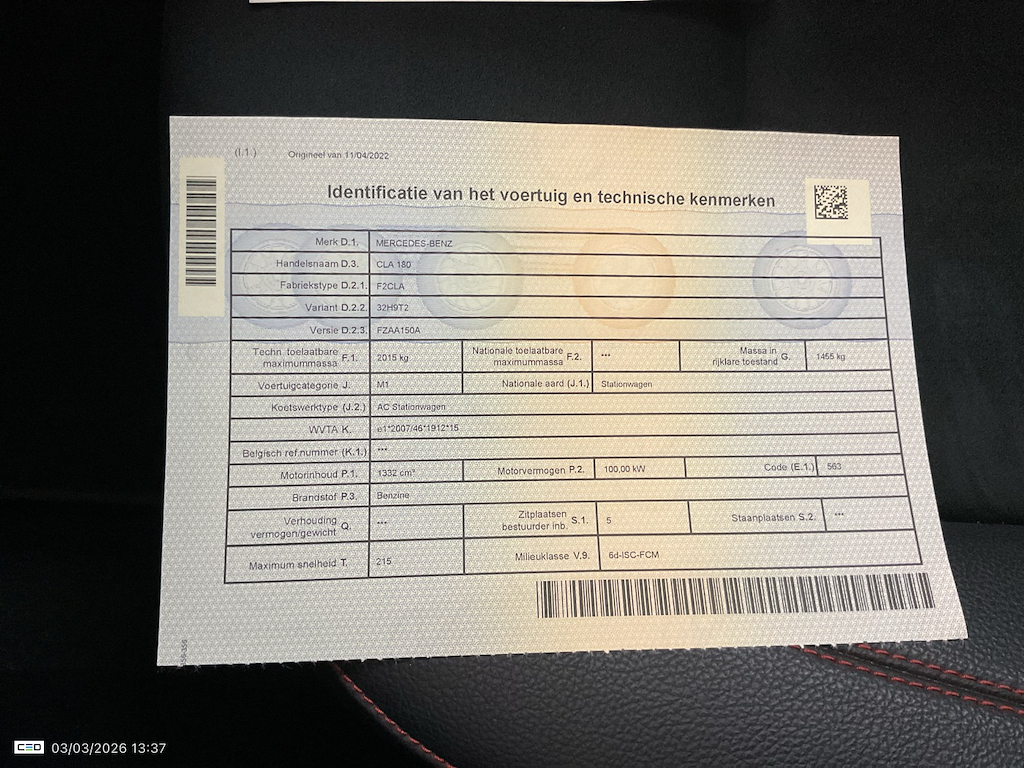 (I.1.) Origineel van 11/04/2022
Identificatie van het voertuig en technische kenmerken
Merk D.1. MERCEDES-BENZ
Handelsnaam D.3. CLA 180
Fabriekstype D.2.1. F2CLA
Variant D.2.2. 32H9T2
Versie D.2.3. FZAA150A
Techn. toelaatbare maximummassa F.1. 2015 kg Nationale toelaatbare maximummassa F.2. *** Massa in rijklare toestand G. 1455 kg
Voertuigcategorie J. M1 Nationale aard (J.1.) Stationwagen
Koetswerktype (J.2.) AC Stationwagen
WVTA K. e1*2007/46*1912*15
Belgisch ref.nummer (K.1.) ***
Motorinhoud P.1. 1332 cm³ Motorvermogen P.2. 100,00 kW Code (E.1.) 563
Brandstof P.3. Benzine
Verhouding vermogen/gewicht Q. *** Zitplaatsen bestuurder inb. S.1. 5 Staanplaatsen S.2. ***
Maximum snelheid T. 215 Milieuklasse V.9. 6d-ISC-FCM
CEO 03/03/2026 13:37